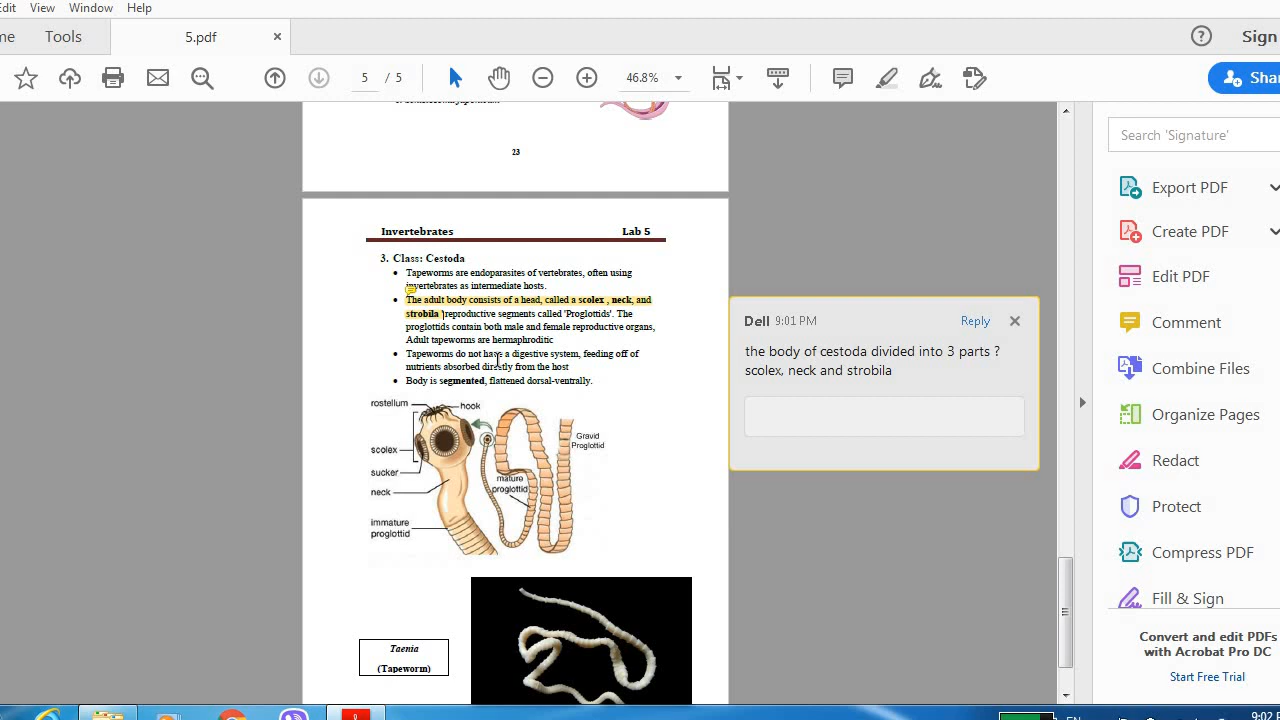 Edit View Window Help
me Tools 5.pdf Sign
5 / 5 46.8% Shar
23
Invertebrates Lab 5
3. Class: Cestoda
• Tapeworms are endoparasites of vertebrates, often using
invertebrates as intermediate hosts.
• The adult body consists of a head, called a scolex , neck, and
strobila reproductive segments called 'Proglottids'. The
proglottids contain both male and female reproductive organs,
Adult tapeworms are hermaphroditic
• Tapeworms do not have a digestive system, feeding off of
nutrients absorbed directly from the host
• Body is segmented, flattened dorsal-ventrally.
rostellum
hook
scolex
sucker
neck
immature
proglottid
mature
proglottid
Gravid
Proglottid
Taenia
(Tapeworm)
Dell 9:01 PM Reply
the body of cestoda divided into 3 parts ?
scolex, neck and strobila
Search 'Signature'
Export PDF
Create PDF
Edit PDF
Comment
Combine Files
Organize Pages
Redact
Protect
Compress PDF
Fill & Sign
Convert and edit PDFs
with Acrobat Pro DC
Start Free Trial
EN 9:02 P